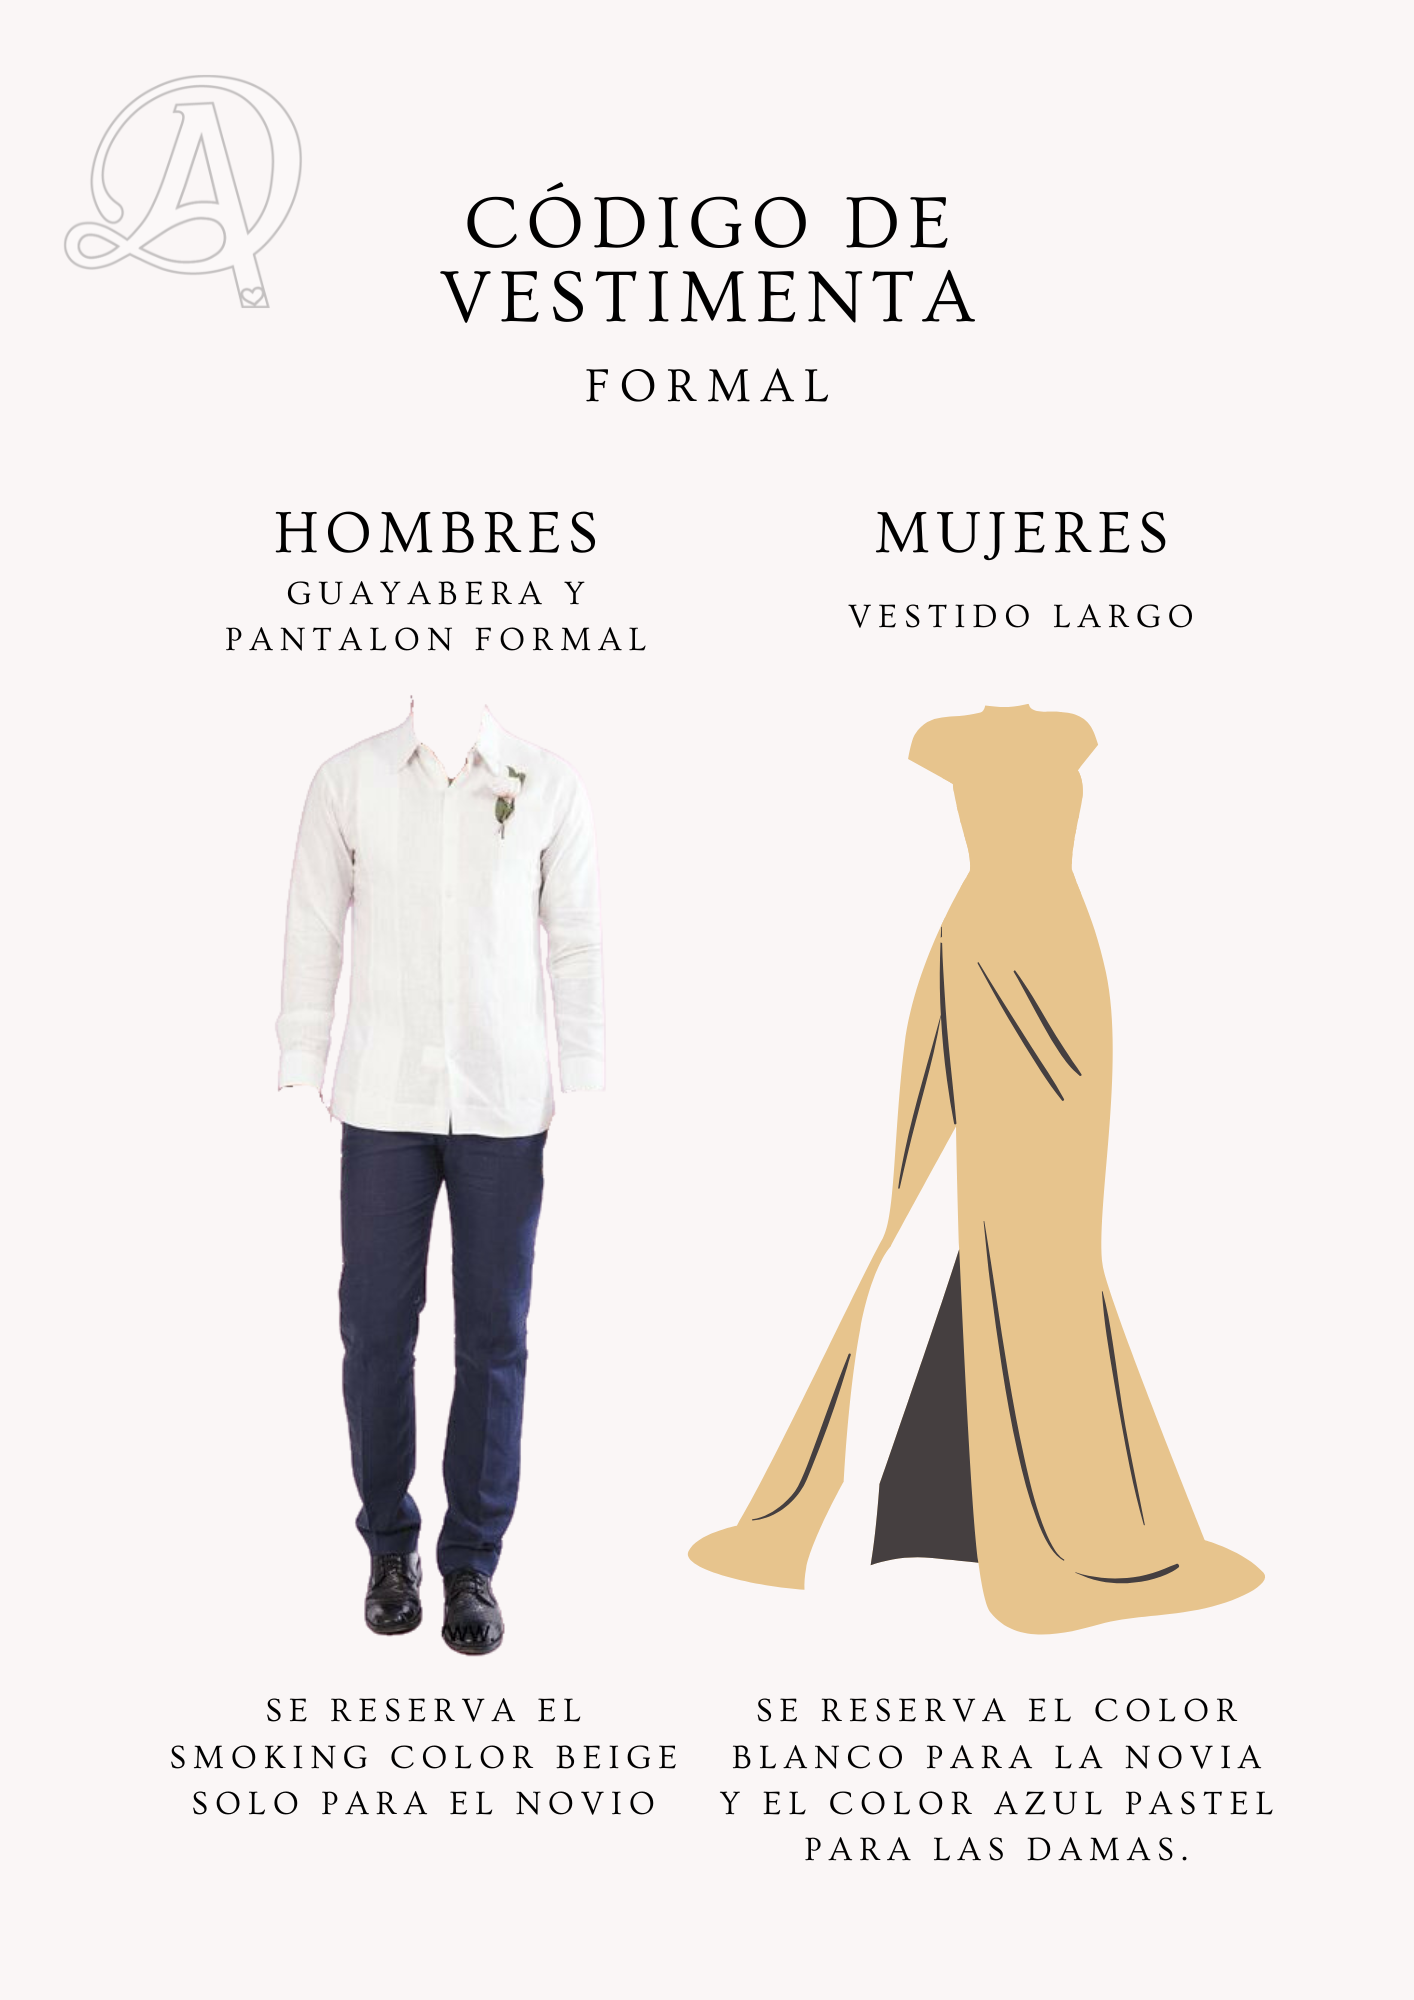 A
CÓDIGO DE
VESTIMENTA
FORMAL
HOMBRES
GUAYABERA Y
PANTALON FORMAL
MUJERES
VESTIDO LARGO
www.
SE RESERVA EL
SMOKING COLOR BEIGE
SOLO PARA EL NOVIO
SE RESERVA EL COLOR
BLANCO PARA LA NOVIA
Y EL COLOR AZUL PASTEL
PARA LAS DAMAS.